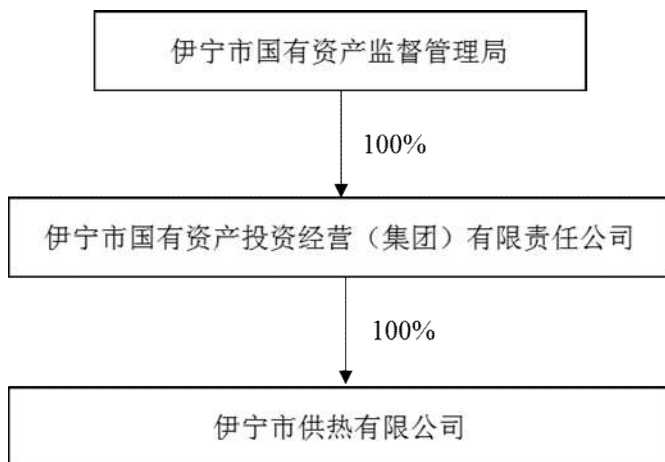 伊宁市国有资产监督管理局
100%
伊宁市国有资产投资经营（集团）有限责任公司
100%
伊宁市供热有限公司